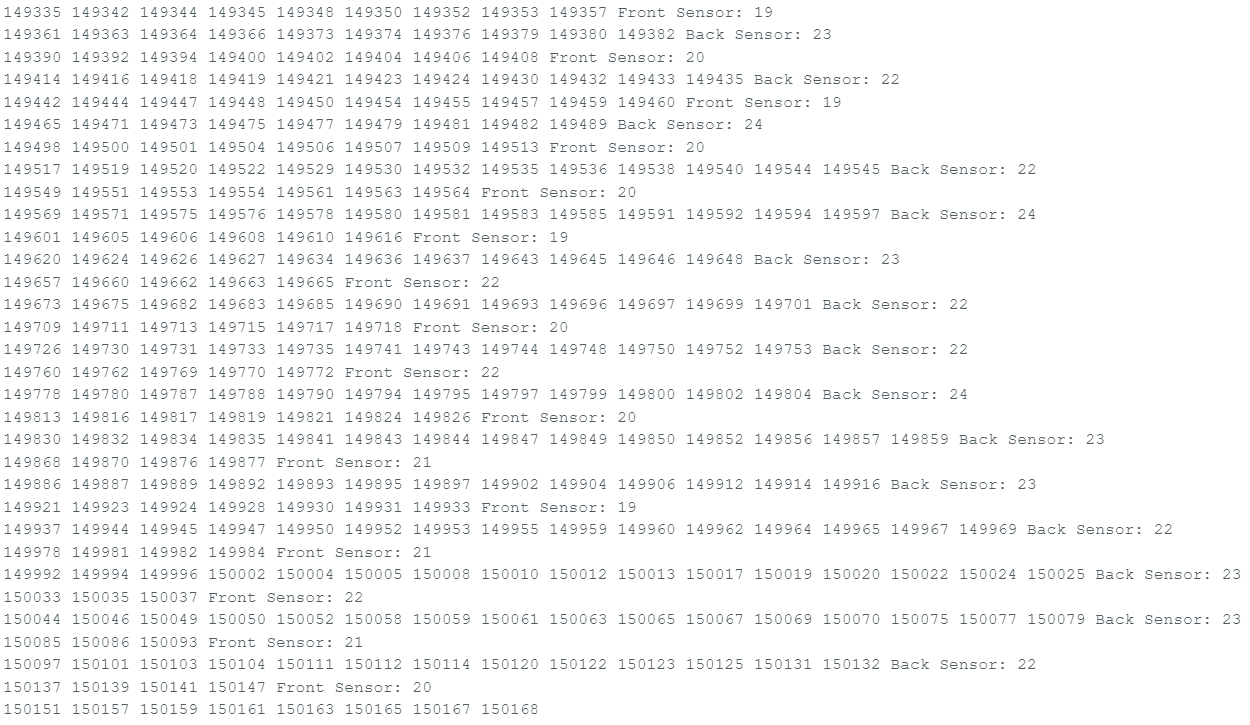 149335 149342 149344 149345 149348 149350 149352 149353 149357 Front Sensor: 19
149361 149363 149364 149366 149373 149374 149376 149379 149380 149382 Back Sensor: 23
149390 149392 149394 149400 149402 149404 149406 149408 Front Sensor: 20
149414 149416 149418 149419 149421 149423 149424 149430 149432 149433 149435 Back Sensor: 22
149442 149444 149447 149448 149450 149454 149455 149457 149459 149460 Front Sensor: 19
149465 149471 149473 149475 149477 149479 149481 149482 149489 Back Sensor: 24
149498 149500 149501 149504 149506 149507 149509 149513 Front Sensor: 20
149517 149519 149520 149522 149529 149530 149532 149535 149536 149538 149540 149544 149545 Back Sensor: 22
149549 149551 149553 149554 149561 149563 149564 Front Sensor: 20
149569 149571 149575 149576 149578 149580 149581 149583 149585 149591 149592 149594 149597 Back Sensor: 24
149601 149605 149606 149608 149610 149616 Front Sensor: 19
149620 149624 149626 149627 149634 149636 149637 149643 149645 149646 149648 Back Sensor: 23
149657 149660 149662 149663 149665 Front Sensor: 22
149673 149675 149682 149683 149685 149690 149691 149693 149696 149697 149699 149701 Back Sensor: 22
149709 149711 149713 149715 149717 149718 Front Sensor: 20
149726 149730 149731 149733 149735 149741 149743 149744 149748 149750 149752 149753 Back Sensor: 22
149760 149762 149769 149770 149772 Front Sensor: 22
149778 149780 149787 149788 149790 149794 149795 149797 149799 149800 149802 149804 Back Sensor: 24
149813 149816 149817 149819 149821 149824 149826 Front Sensor: 20
149830 149832 149834 149835 149841 149843 149844 149847 149849 149850 149852 149856 149857 149859 Back Sensor: 23
149868 149870 149876 149877 Front Sensor: 21
149886 149887 149889 149892 149893 149895 149897 149902 149904 149906 149912 149914 149916 Back Sensor: 23
149921 149923 149924 149928 149930 149931 149933 Front Sensor: 19
149937 149944 149945 149947 149950 149952 149953 149955 149959 149960 149962 149964 149965 149967 149969 Back Sensor: 22
149978 149981 149982 149984 Front Sensor: 21
149992 149994 149996 150002 150004 150005 150008 150010 150012 150013 150017 150019 150020 150022 150024 150025 Back Sensor: 23
150033 150035 150037 Front Sensor: 22
150044 150046 150049 150050 150052 150058 150059 150061 150063 150065 150067 150069 150070 150075 150077 150079 Back Sensor: 23
150085 150086 150093 Front Sensor: 21
150097 150101 150103 150104 150111 150112 150114 150120 150122 150123 150125 150131 150132 Back Sensor: 22
150137 150139 150141 150147 Front Sensor: 20
150151 150157 150159 150161 150163 150165 150167 150168